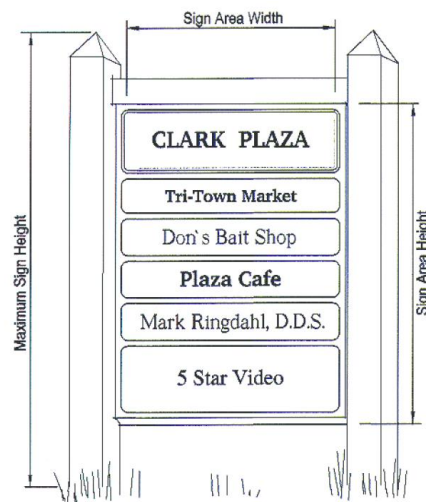 Sign Area Width
Maximum Sign Height
CLARK PLAZA
Tri-Town Market
Don's Bait Shop
Plaza Cafe
Mark Ringdahl, D.D.S.
5 Star Video
Sign Area Height